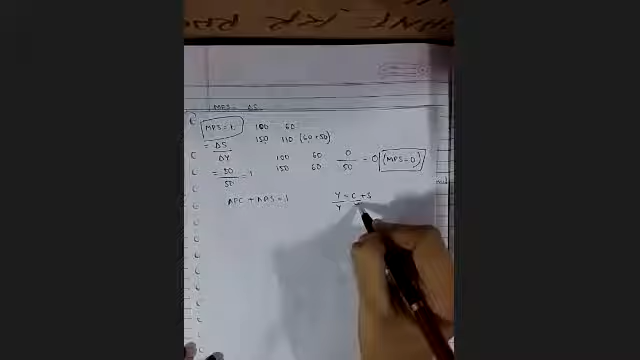 MPS = ΔS
MPS = 1. 100 60
150 110 (60+50)
= ΔS
ΔY
100 60 0
50 = 0 (MPS = 0)
150 60
= 50
50 = 1
APC + APS = 1
Y = C + S
Y